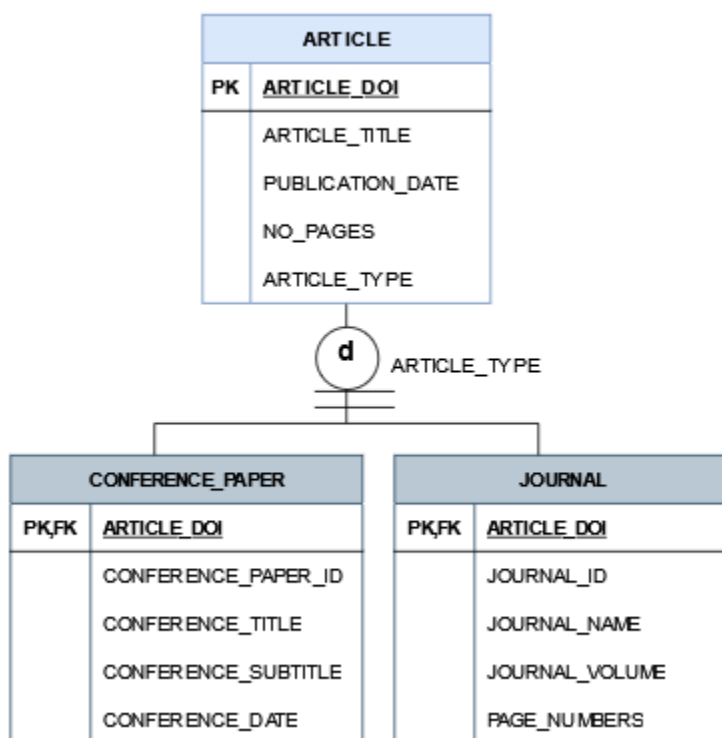 ARTICLE
PK ARTICLE_DOI
ARTICLE_TITLE
PUBLICATION_DATE
NO_PAGES
ARTICLE_TYPE
d
ARTICLE_TYPE
CONFERENCE_PAPER
PK,FK ARTICLE_DOI
CONFERENCE_PAPER_ID
CONFERENCE_TITLE
CONFERENCE_SUBTITLE
CONFERENCE_DATE
JOURNAL
PK,FK ARTICLE_DOI
JOURNAL_ID
JOURNAL_NAME
JOURNAL_VOLUME
PAGE_NUMBERS